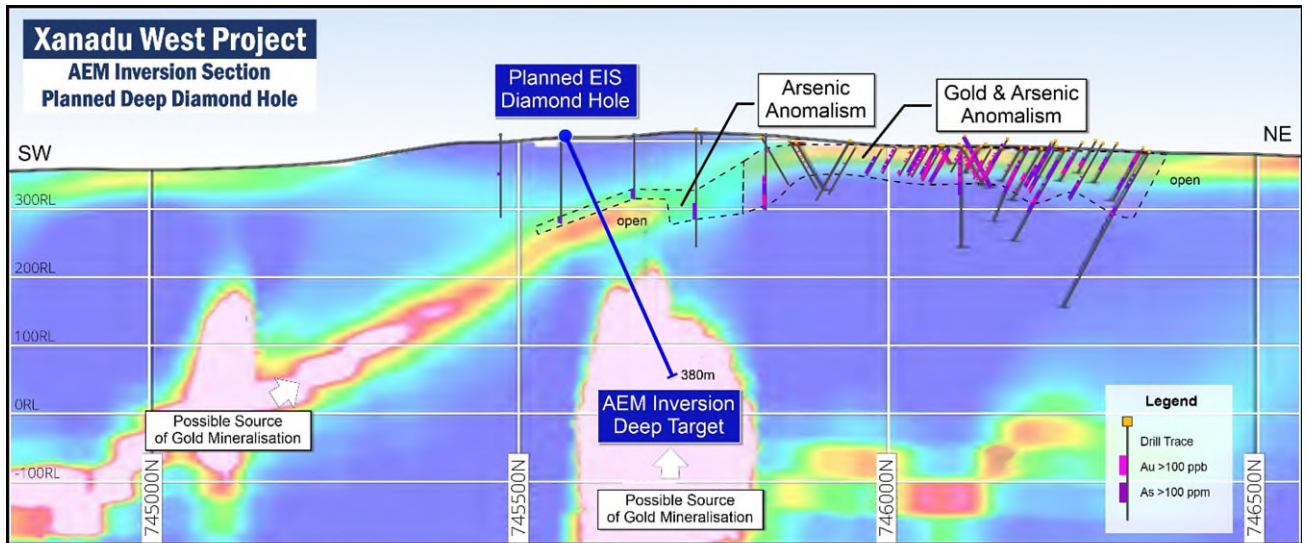 Xanadu West Project
AEM Inversion Section
Planned Deep Diamond Hole
Planned EIS
Diamond Hole
Arsenic
Anomalism
Gold & Arsenic
Anomalism
SW
NE
open
open
300RL
200RL
100RL
0RL
-100RL
380m
AEM Inversion
Deep Target
Possible Source
of Gold Mineralisation
Possible Source
of Gold Mineralisation
745000N
745500N
746000N
746500N
Legend
Drill Trace
Au >100 ppb
As >100 ppm